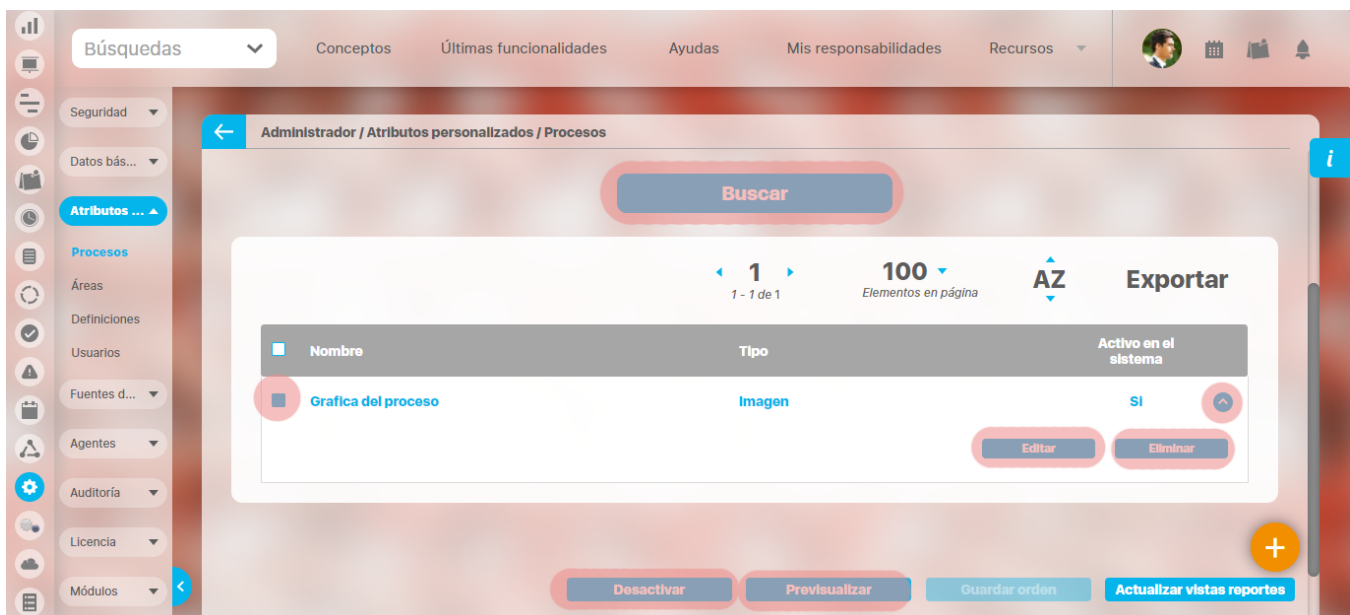 Búsquedas
Conceptos
Últimas funcionalidades
Ayudas
Mis responsabilidades
Recursos
Seguridad
Datos bás...
Atributos ...
Procesos
Áreas
Definiciones
Usuarios
Fuentes d...
Agentes
Auditoría
Licencia
Módulos
Administrador / Atributos personalizados / Procesos
i
Buscar
1
1 - 1 de 1
100
Elementos en página
AZ
Exportar
Nombre
Tipo
Activo en el
sistema
Grafica del proceso
Imagen
Si
Editar
Eliminar
+
Desactivar
Previsualizar
Guardar orden
Actualizar vistas reportes